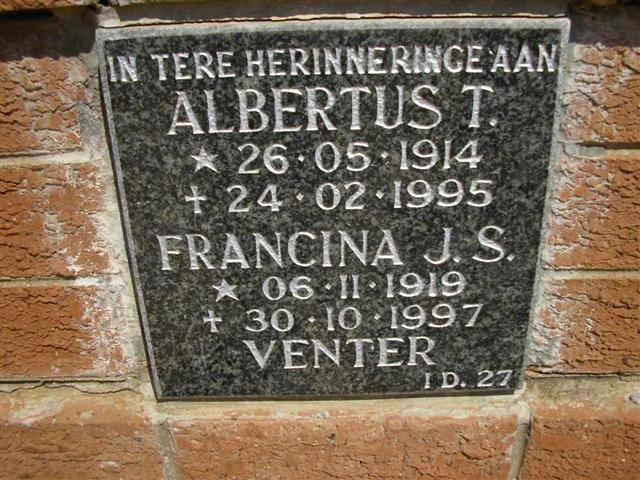 IN TERE HERINNERINGE AAN
ALBERTUS T.
☆ 26·05·1914
✝ 24·02·1995
FRANCINA J.S.
☆ 06·11·1919
✝ 30·10·1997
VENTER
I D. 27